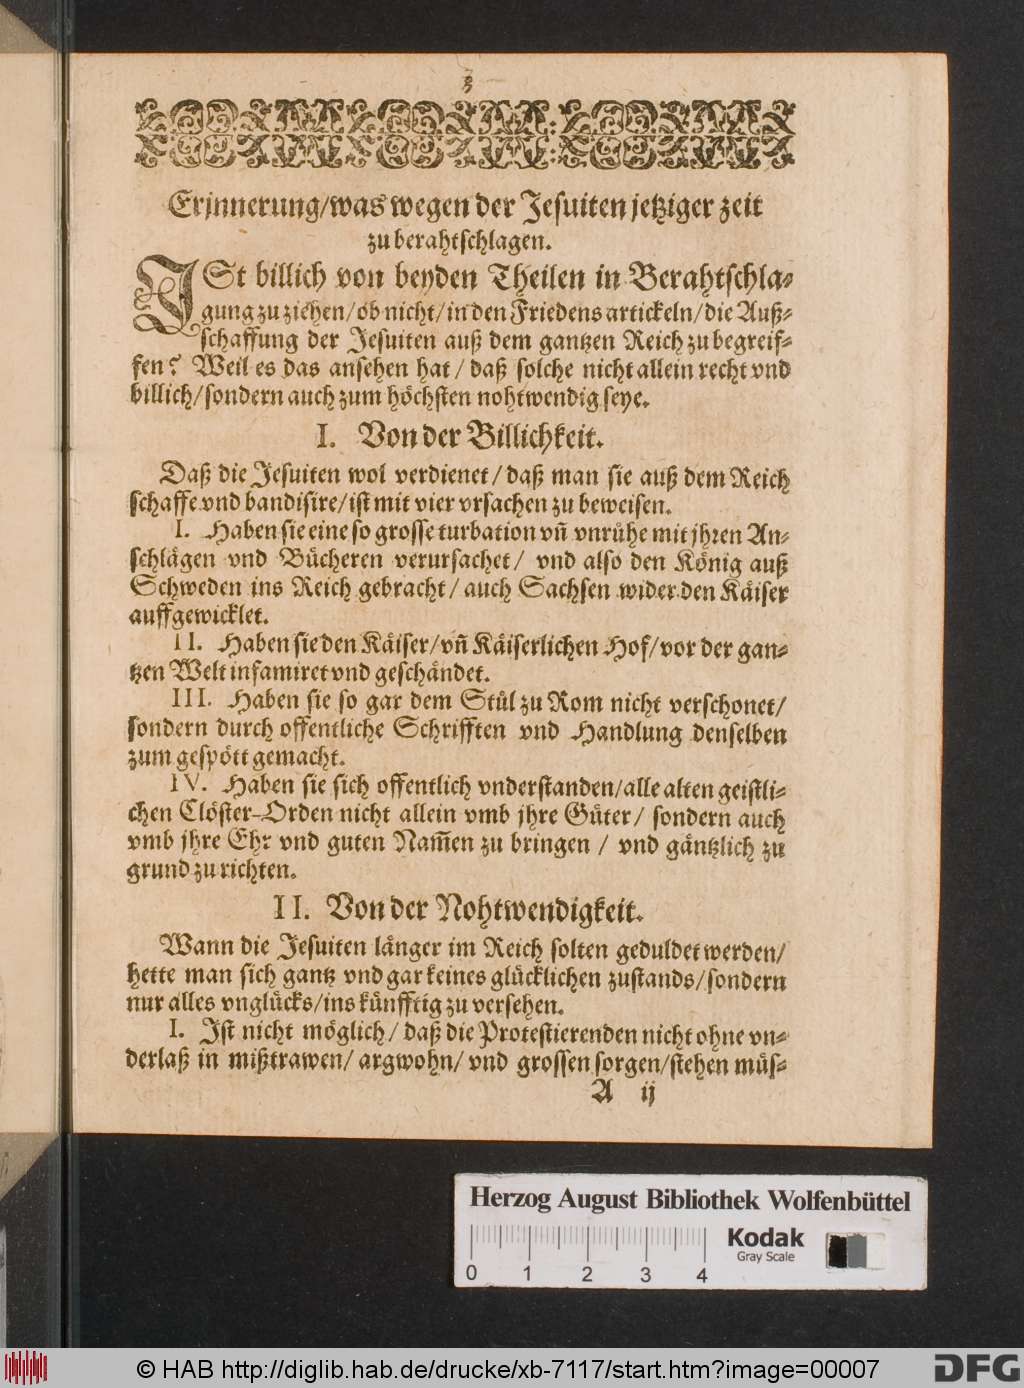 3
Erjnnerung/was wegen der Jesuiten jetziger zeit
zu berahtschlagen.
ISt billich von beyden Theilen in Berahtschla⸗
gung zu ziehen/ob nicht/in den Friedens artickeln/die Auß⸗
schaffung der Jesuiten auß dem gantzen Reich zu begreif⸗
fen? Weil es das ansehen hat/ daß solche nicht allein recht vnd
billich/sondern auch zum höchsten nohtwendig seye.
I. Von der Billichkeit.
Daß die Jesuiten wol verdienet/daß man sie auß dem Reich
schaffe vnd bandisire/ist mit vier vrsachen zu beweisen.
I. Haben sie eine so grosse turbation vn̄ vnrühe mit jhren An⸗
schlägen vnd Bücheren verursachet/ vnd also den König auß
Schweden ins Reich gebracht/ auch Sachsen wider den Käiser
auffgewicklet.
II. Haben sie den Käiser/vn̄ Käiserlichen Hof/vor der gan⸗
tzen Welt infamiret vnd geschändet.
III. Haben sie so gar dem Stůl zu Rom nicht verschonet/
sondern durch offentliche Schrifften vnd Handlung denselben
zum gespött gemacht.
IV. Haben sie sich offentlich vnderstanden/alle alten geistli⸗
chen Clöster-Orden nicht allein vmb jhre Güter/ sondern auch
vmb jhre Ehr vnd guten Nam̄en zu bringen / vnd gäntzlich zu
grund zu richten.
II. Von der Nohtwendigkeit.
Wann die Jesuiten länger im Reich solten geduldet werden/
hette man sich gantz vnd gar keines glücklichen zustands/sondern
nur alles vnglücks/ins künfftig zu versehen.
I. Ist nicht möglich/ daß die Protestierenden nicht ohne vn⸗
derlaß in mißtrawen/ argwohn/ vnd grossen sorgen/stehen müs⸗
A ij
Herzog August Bibliothek Wolfenbüttel
Kodak
Gray Scale
0 1 2 3 4
© HAB http://diglib.hab.de/drucke/xb-7117/start.htm?image=00007
DFG